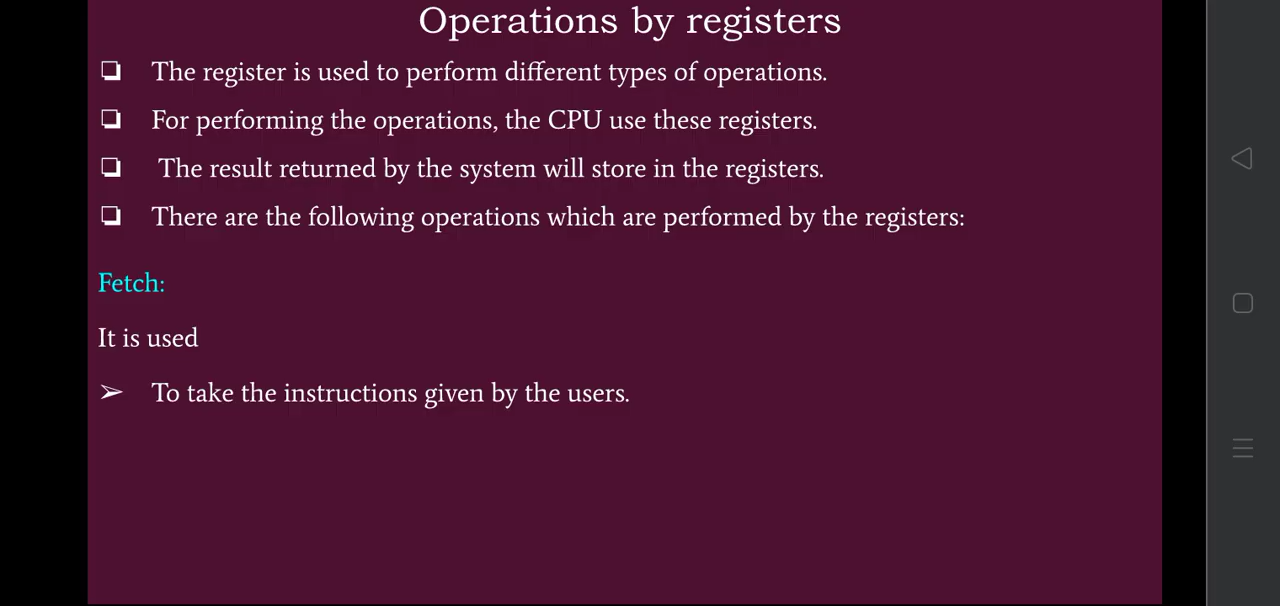 Operations by registers
❏ The register is used to perform different types of operations.
❏ For performing the operations, the CPU use these registers.
❏ The result returned by the system will store in the registers.
❏ There are the following operations which are performed by the registers:
Fetch:
It is used
➢ To take the instructions given by the users.